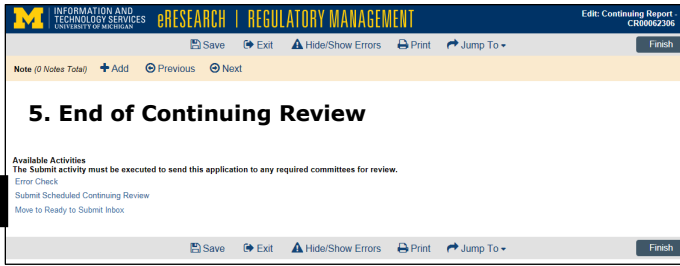 M INFORMATION AND
TECHNOLOGY SERVICES
UNIVERSITY OF MICHIGAN
eRESEARCH | REGULATORY MANAGEMENT
Edit: Continuing Report -
CR00062306
Save Exit Hide/Show Errors Print Jump To Finish
Note (0 Notes Total) Add Previous Next
5. End of Continuing Review
Available Activities
The Submit activity must be executed to send this application to any required committees for review.
Error Check
Submit Scheduled Continuing Review
Move to Ready to Submit Inbox
Save Exit Hide/Show Errors Print Jump To Finish